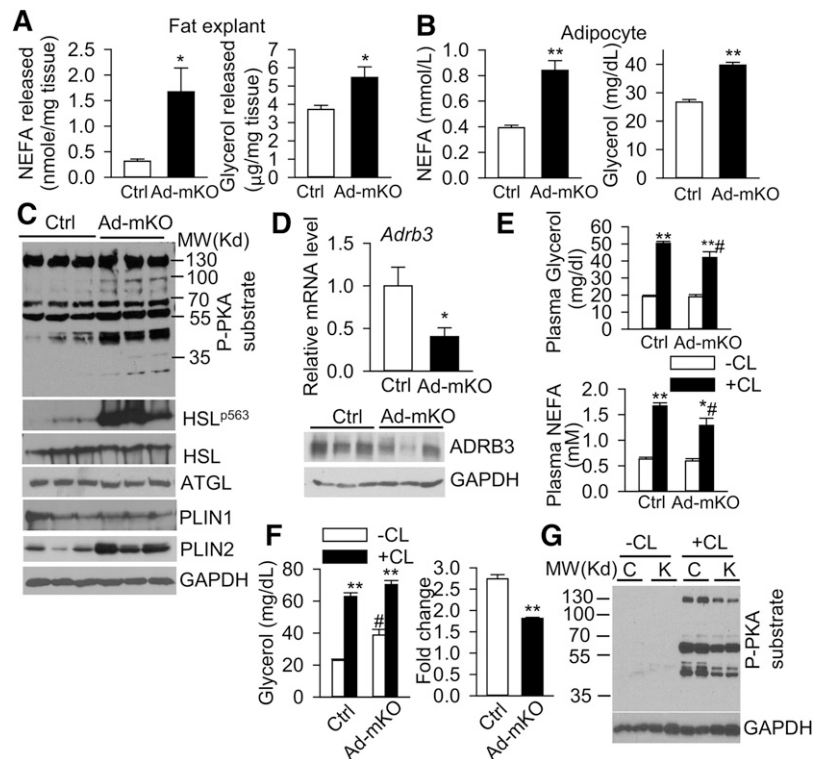 A Fat explant
NEFA released
(nmole/mg tissue)
2.5
2.0
1.5
1.0
0.5
0.0
*
Ctrl Ad-mKO
Glycerol released
(µg/mg tissue)
7
6
5
4
3
2
1
0
*
Ctrl Ad-mKO
B Adipocyte
NEFA (mmol/L)
1.0
0.8
0.6
0.4
0.2
0.0
**
Ctrl Ad-mKO
Glycerol (mg/dL)
40
30
20
10
0
**
Ctrl Ad-mKO
C Ctrl Ad-mKO
MW(Kd)
130
100
70
55
35
P-PKA
substrate
HSLp563
HSL
ATGL
PLIN1
PLIN2
GAPDH
D Adrb3
Relative mRNA level
1.5
1.0
0.5
0.0
*
Ctrl
Ad-mKO
Ctrl Ad-mKO
ADRB3
GAPDH
E
Plasma Glycerol
(mg/dl)
60
50
40
30
20
10
0
** **#
Ctrl Ad-mKO
-CL
+CL
Plasma NEFA
(mM)
2.0
1.5
1.0
0.5
0.0
** *#
Ctrl Ad-mKO
F -CL
+CL
Glycerol (mg/dL)
80
60
40
20
0
** # **
Ctrl
Ad-mKO
Fold change
3.0
2.5
2.0
1.5
1.0
0.5
0.0
**
Ctrl
Ad-mKO
G -CL +CL
MW(Kd) C K C K
130
100
70
55
35
P-PKA
substrate
GAPDH